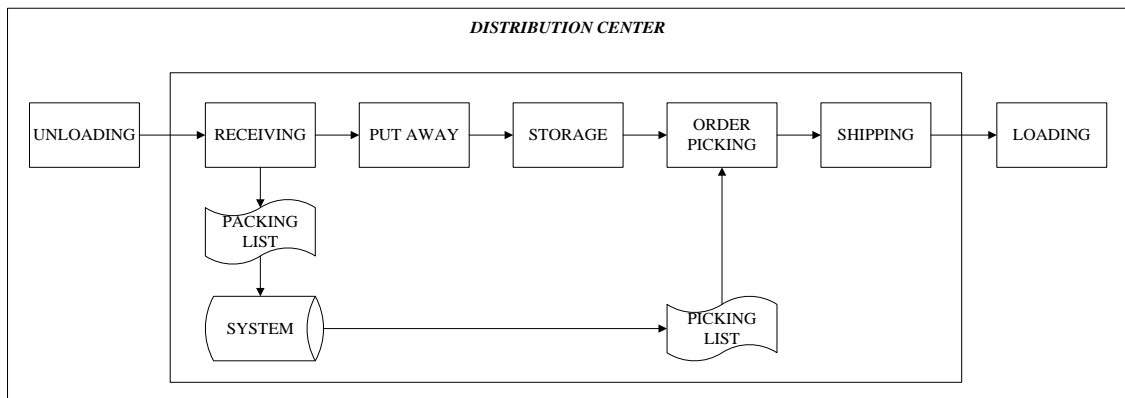 DISTRIBUTION CENTER
UNLOADING
RECEIVING
PUT AWAY
STORAGE
ORDER
PICKING
SHIPPING
LOADING
PACKING
LIST
SYSTEM
PICKING
LIST